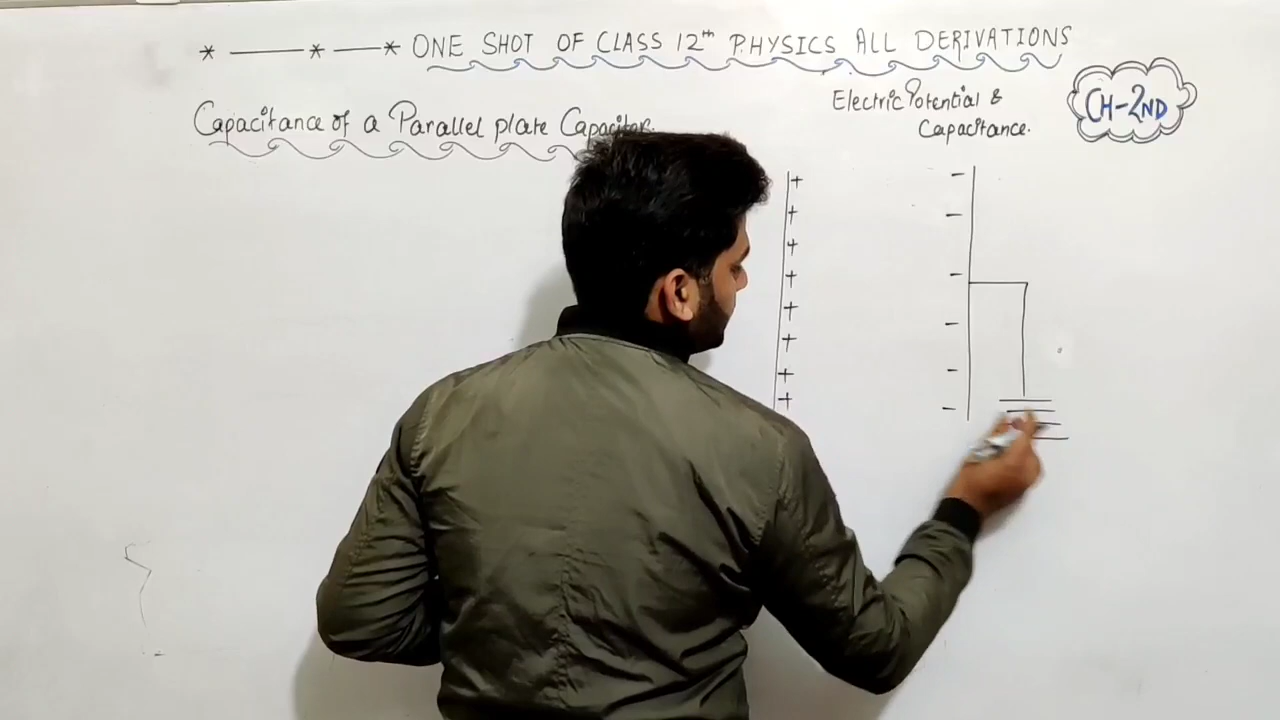 * —— * — * ONE SHOT OF CLASS 12th PHYSICS ALL DERIVATIONS
Electric Potential &
Capacitance.
CH-2ND
Capacitance of a Parallel plate Capacitor.
+ −
+ −
+
+ −
+ −
+
+ −
+ −